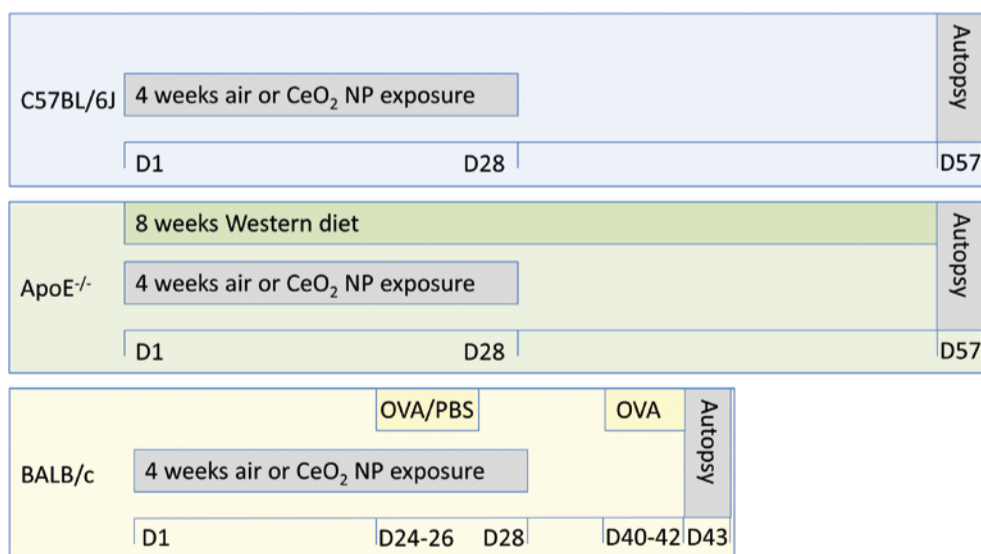 C57BL/6J
4 weeks air or CeO₂ NP exposure
Autopsy
D1
D28
D57
8 weeks Western diet
ApoE⁻/⁻
4 weeks air or CeO₂ NP exposure
Autopsy
D1
D28
D57
OVA/PBS
OVA
BALB/c
4 weeks air or CeO₂ NP exposure
Autopsy
D1
D24-26
D28
D40-42
D43